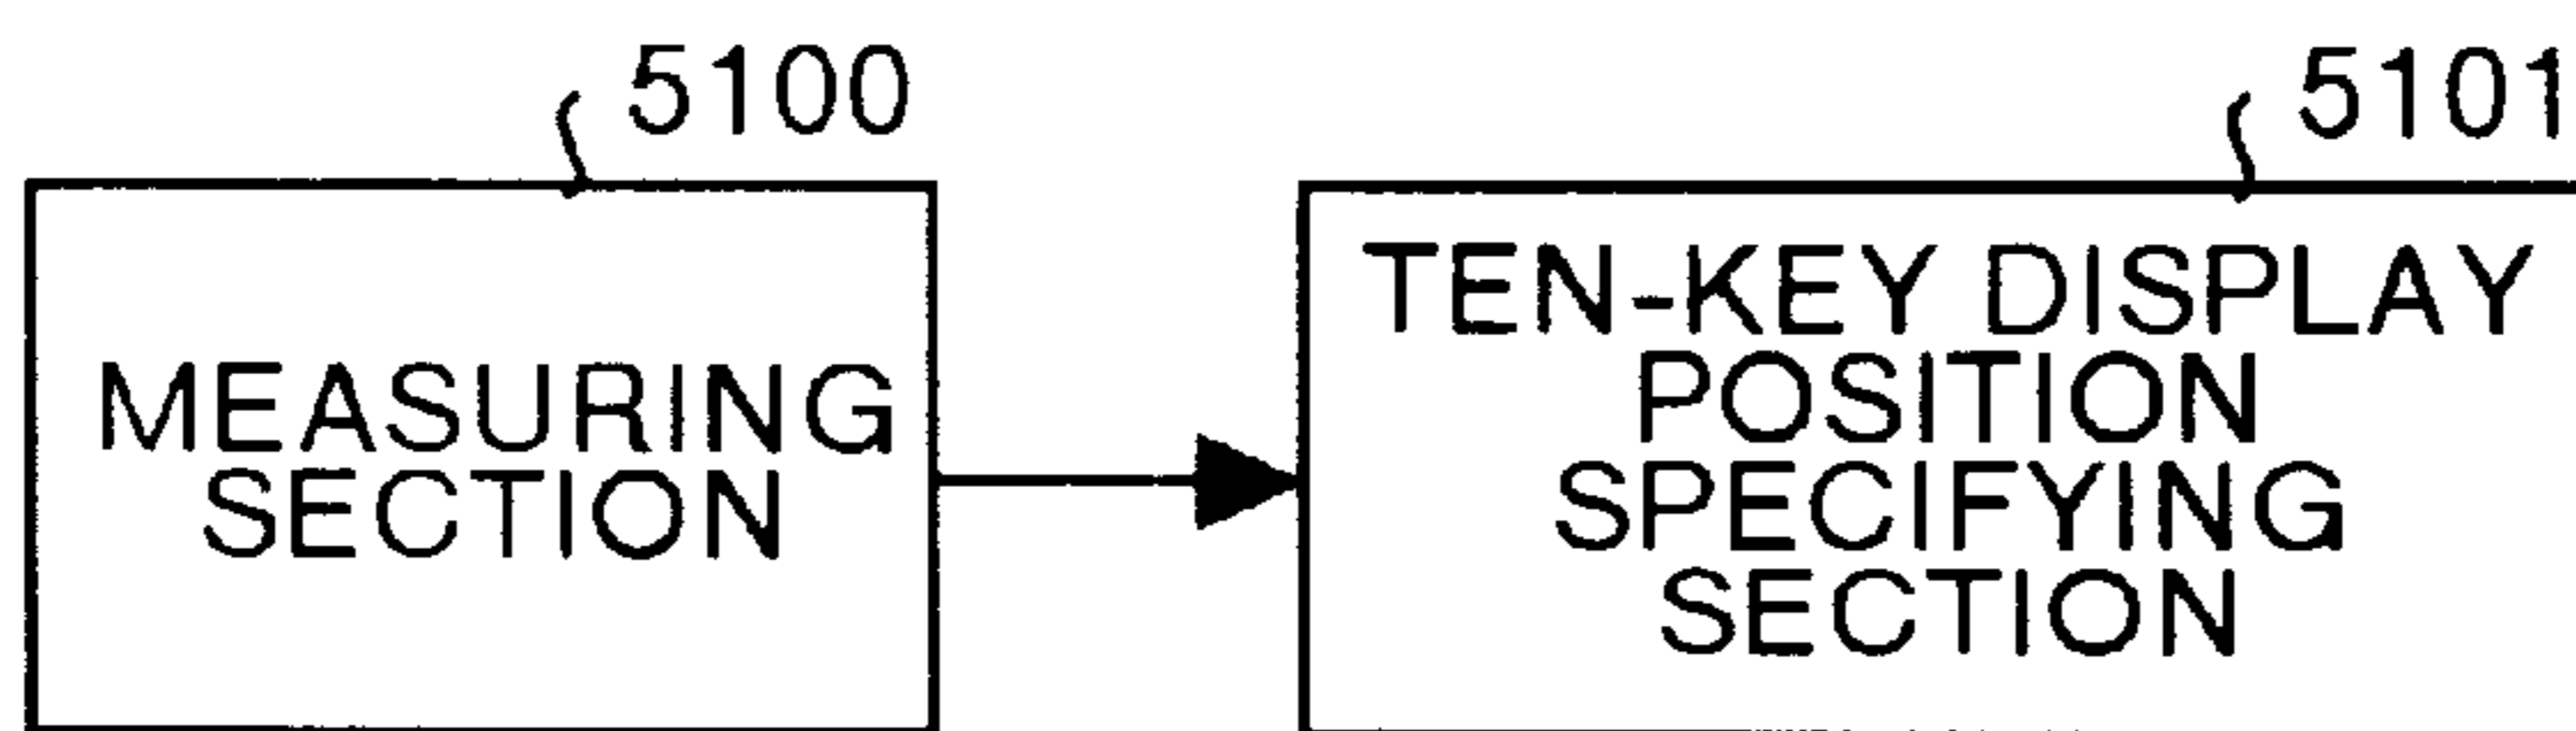 5100
5101
MEASURING
SECTION
TEN-KEY DISPLAY
POSITION
SPECIFYING
SECTION